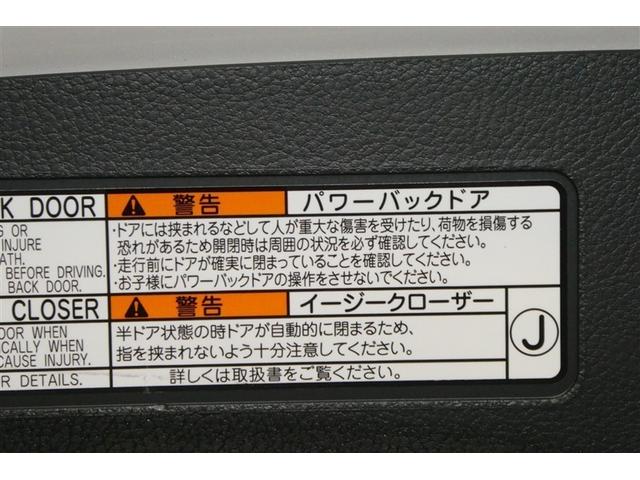 K DOOR
G OR
INJURE
ATH.
BEFORE DRIVING.
BACK DOOR.
警告 パワーバックドア
・ドアには挟まれるなどして人が重大な傷害を受けたり、荷物を損傷する
恐れがあるため開閉時は周囲の状況を必ず確認してください。
・走行前にドアが確実に閉まっていることを確認してください。
・お子様にパワーバックドアの操作をさせないでください。
CLOSER
DOOR WHEN
ICALLY WHEN
CAUSE INJURY.
R DETAILS.
警告 イージークローザー
半ドア状態の時ドアが自動的に閉まるため、
指を挟まれないよう十分注意してください。
詳しくは取扱書をご覧ください。
J